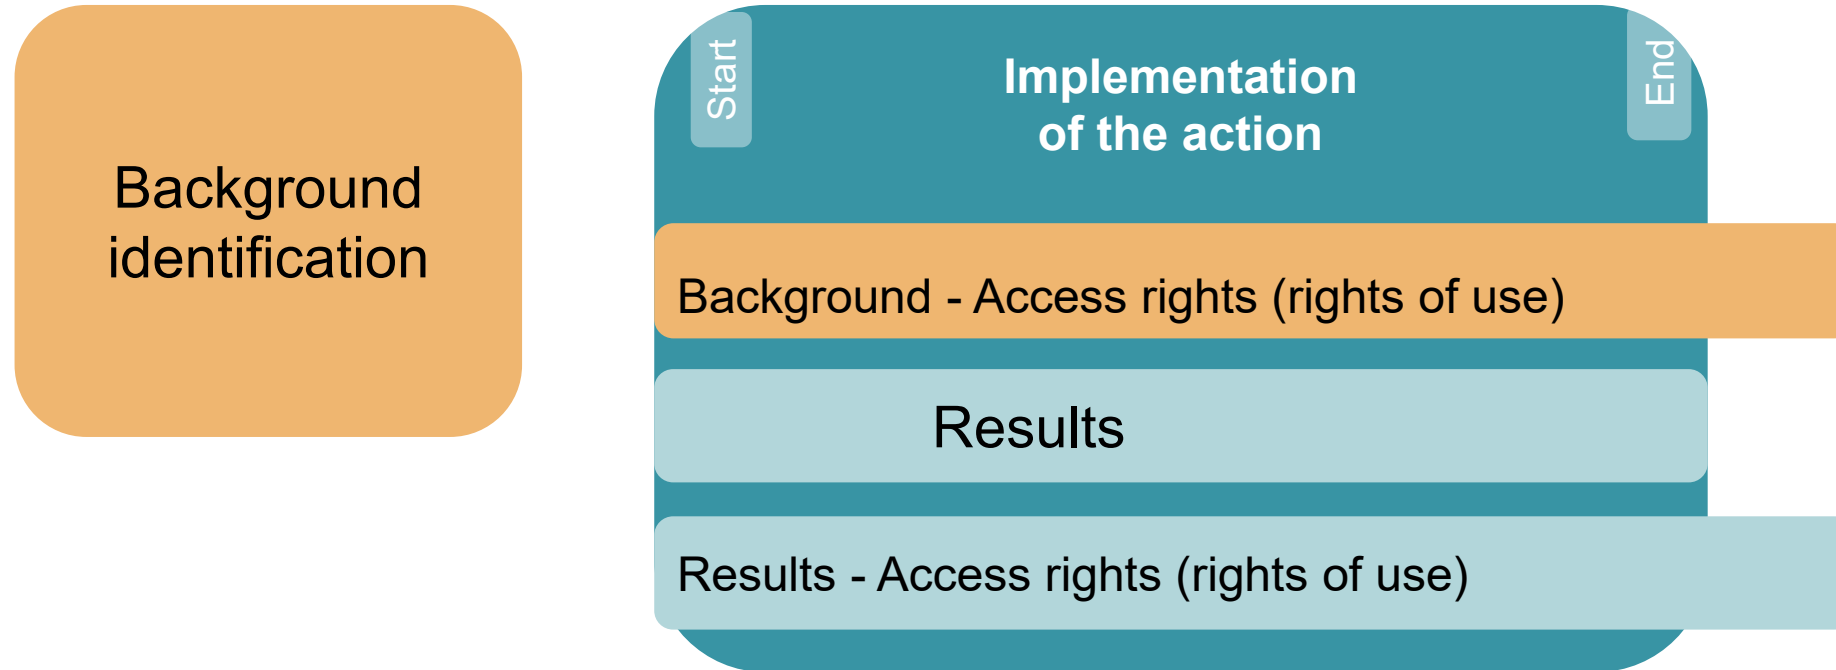 Background
identification
Start
Implementation
of the action
End
Background - Access rights (rights of use)
Results
Results - Access rights (rights of use)